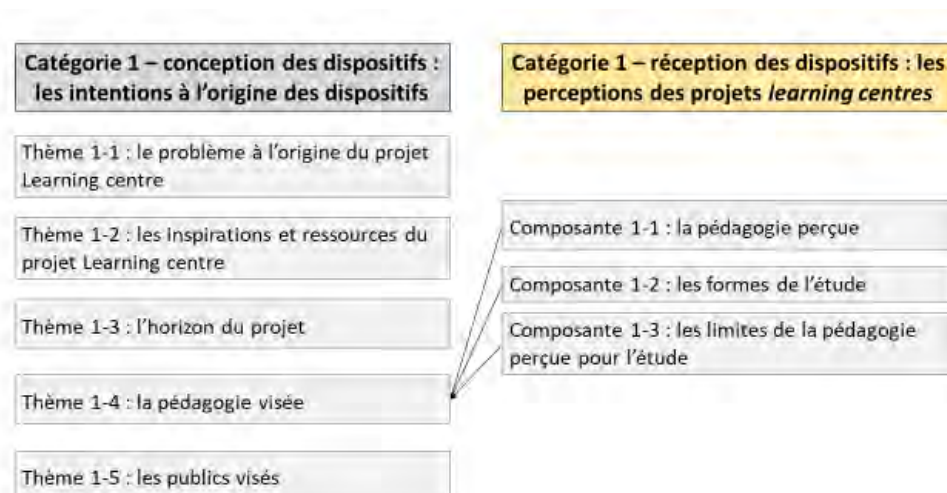 Catégorie 1 – conception des dispositifs :
les intentions à l'origine des dispositifs
Thème 1-1 : le problème à l'origine du projet
Learning centre
Thème 1-2 : les inspirations et ressources du
projet Learning centre
Thème 1-3 : l'horizon du projet
Thème 1-4 : la pédagogie visée
Thème 1-5 : les publics visés
Catégorie 1 – réception des dispositifs : les
perceptions des projets learning centres
Composante 1-1 : la pédagogie perçue
Composante 1-2 : les formes de l'étude
Composante 1-3 : les limites de la pédagogie
perçue pour l'étude